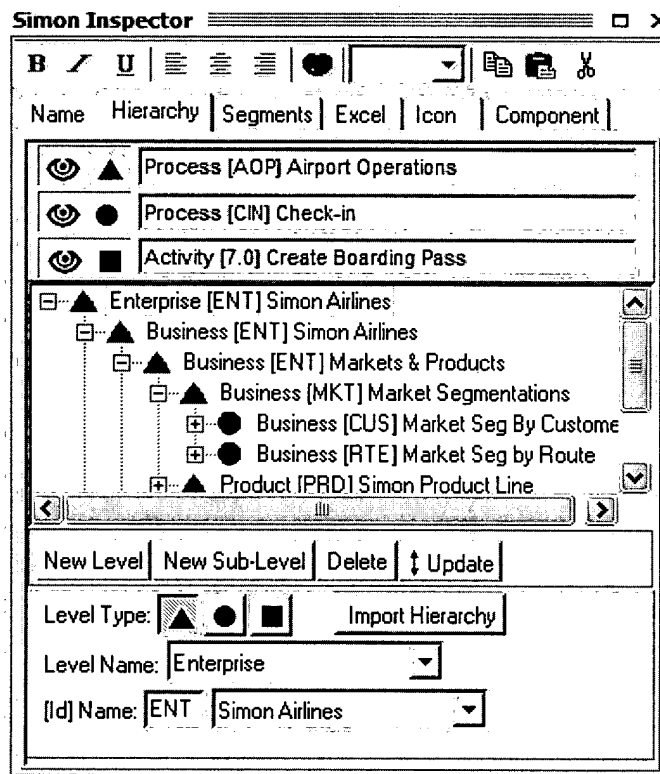 Simon Inspector
B I U
Name Hierarchy Segments Excel Icon Component
Process [AOP] Airport Operations
Process [CIN] Check-in
Activity [7.0] Create Boarding Pass
Enterprise [ENT] Simon Airlines
Business [ENT] Simon Airlines
Business [ENT] Markets & Products
Business [MKT] Market Segmentations
Business [CUS] Market Seg By Custome
Business [RTE] Market Seg by Route
Product [PRD] Simon Product Line
New Level New Sub-Level Delete Update
Level Type: Import Hierarchy
Level Name: Enterprise
[Id] Name: ENT Simon Airlines